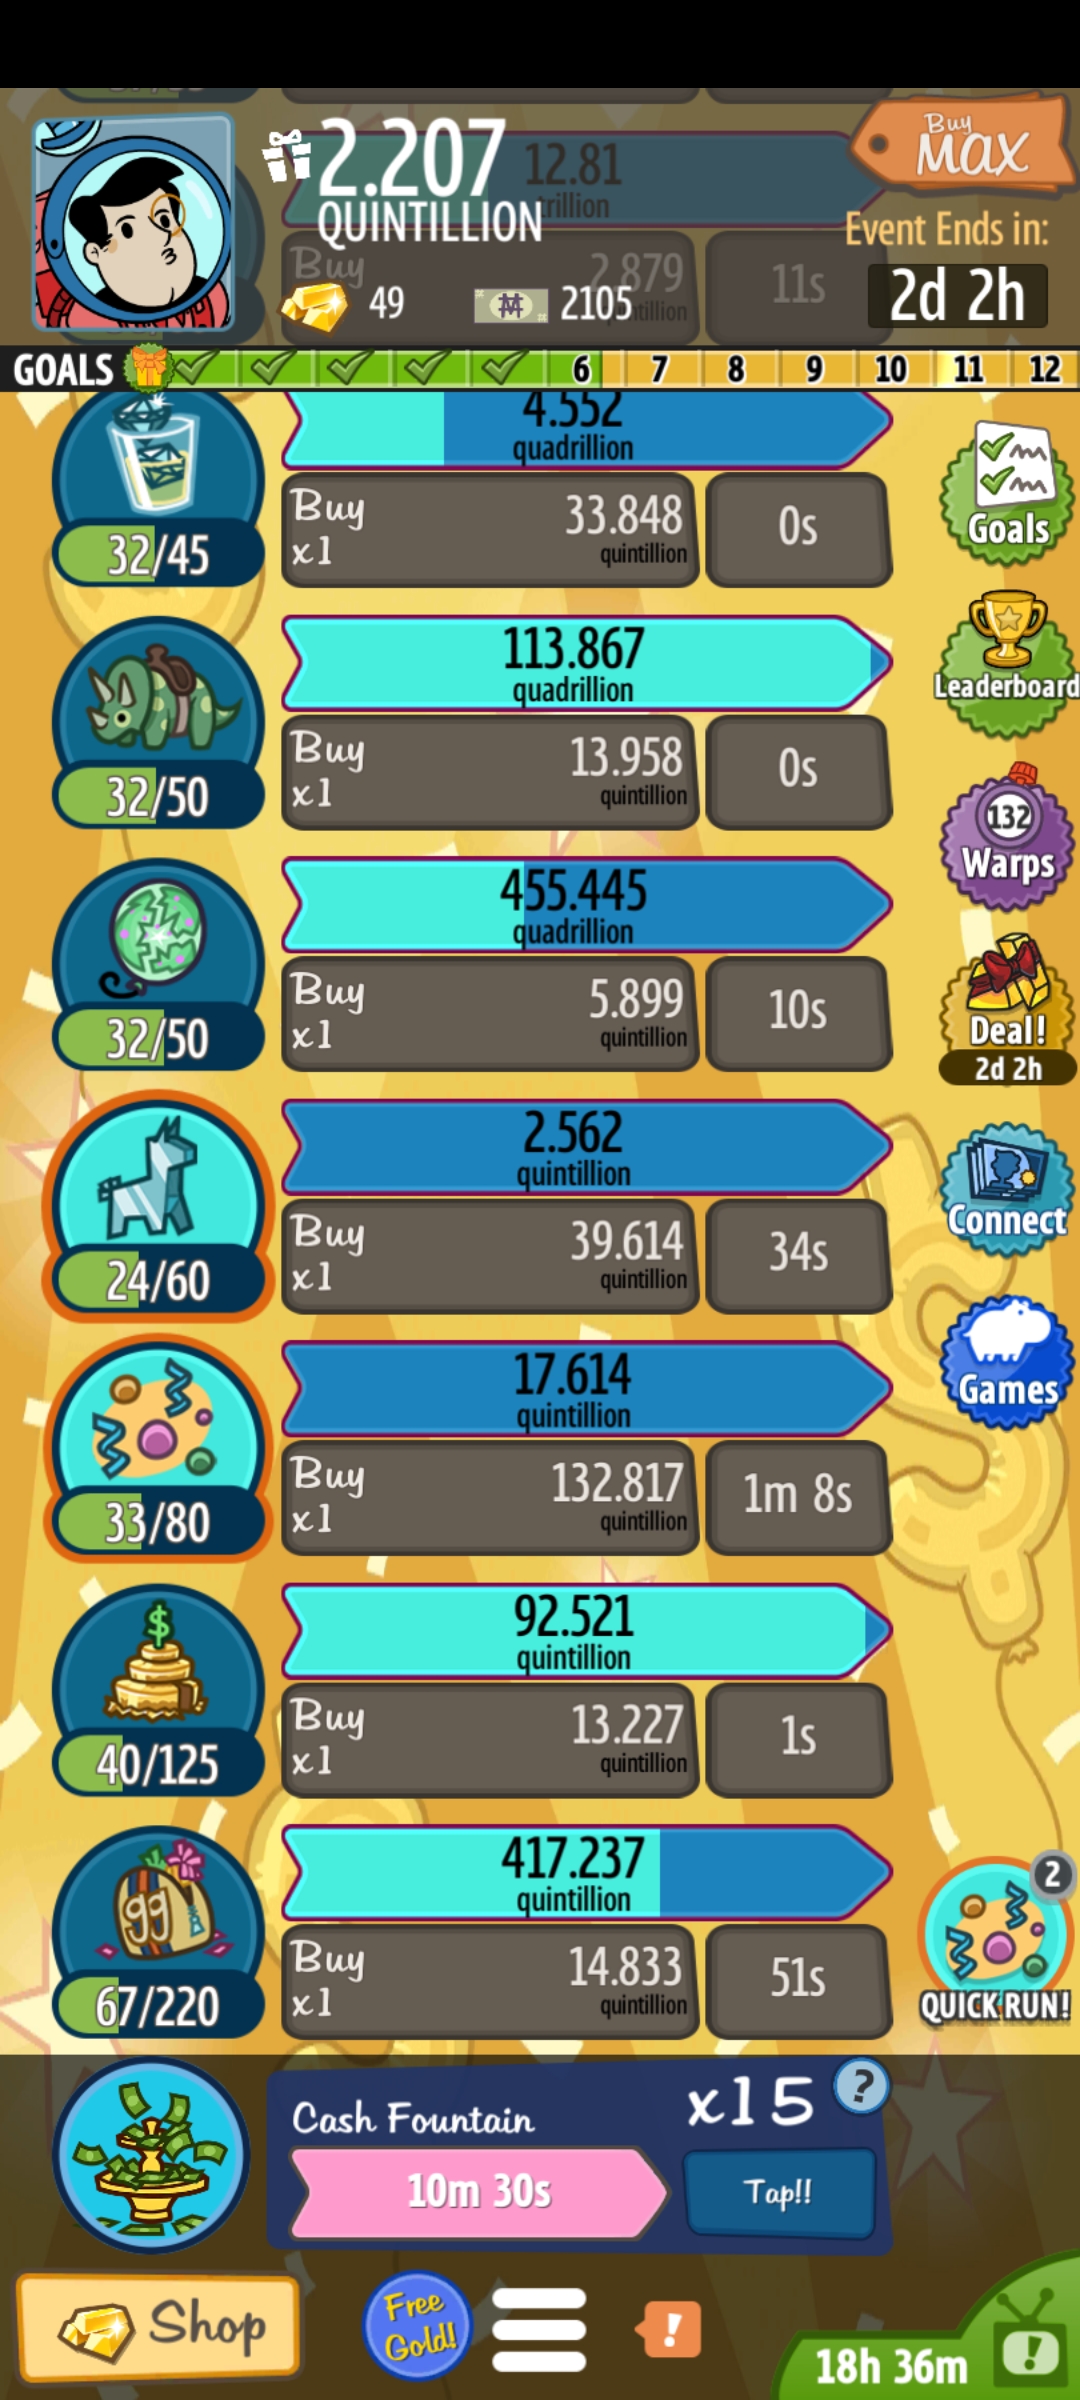 2.207
QUINTILLION
12.81
trillion
Buy
MAX
Event Ends in:
2d 2h
Buy
2.879
11s
49
2105
GOALS
6 7 8 9 10 11 12
4.552
quadrillion
Buy
x1
33.848
quintillion
0s
32/45
Goals
113.867
quadrillion
Buy
x1
13.958
quintillion
0s
32/50
Leaderboard
455.445
quadrillion
Buy
x1
5.899
quintillion
10s
32/50
132
Warps
Deal!
2d 2h
2.562
quintillion
Buy
x1
39.614
quintillion
34s
24/60
Connect
17.614
quintillion
Buy
x1
132.817
quintillion
1m 8s
33/80
Games
92.521
quintillion
Buy
x1
13.227
quintillion
1s
$
40/125
417.237
quintillion
Buy
x1
14.833
quintillion
51s
99
67/220
2
QUICK RUN!
Cash Fountain
x15
?
10m 30s
Tap!!
Shop
Free
Gold!
!
18h 36m
!